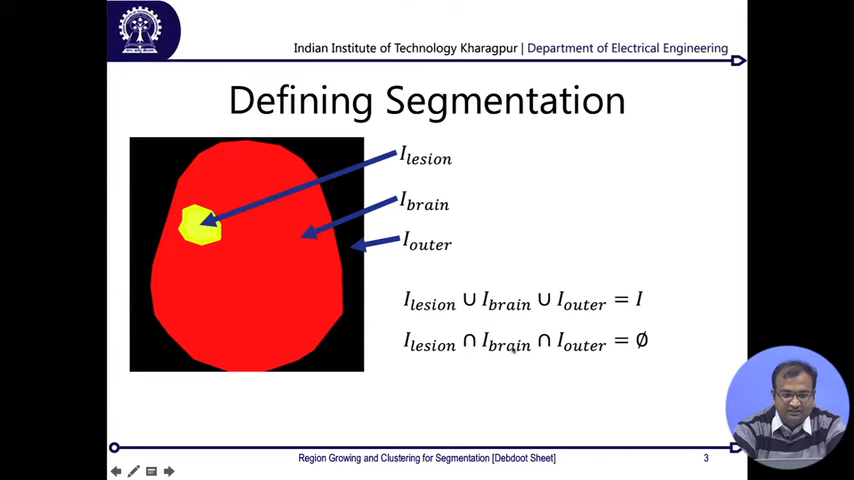 Indian Institute of Technology Kharagpur | Department of Electrical Engineering
Defining Segmentation
I_lesion
I_brain
I_outer
I_lesion ∪ I_brain ∪ I_outer = I
I_lesion ∩ I_brain ∩ I_outer = ∅
Region Growing and Clustering for Segmentation [Debdoot Sheet]
3